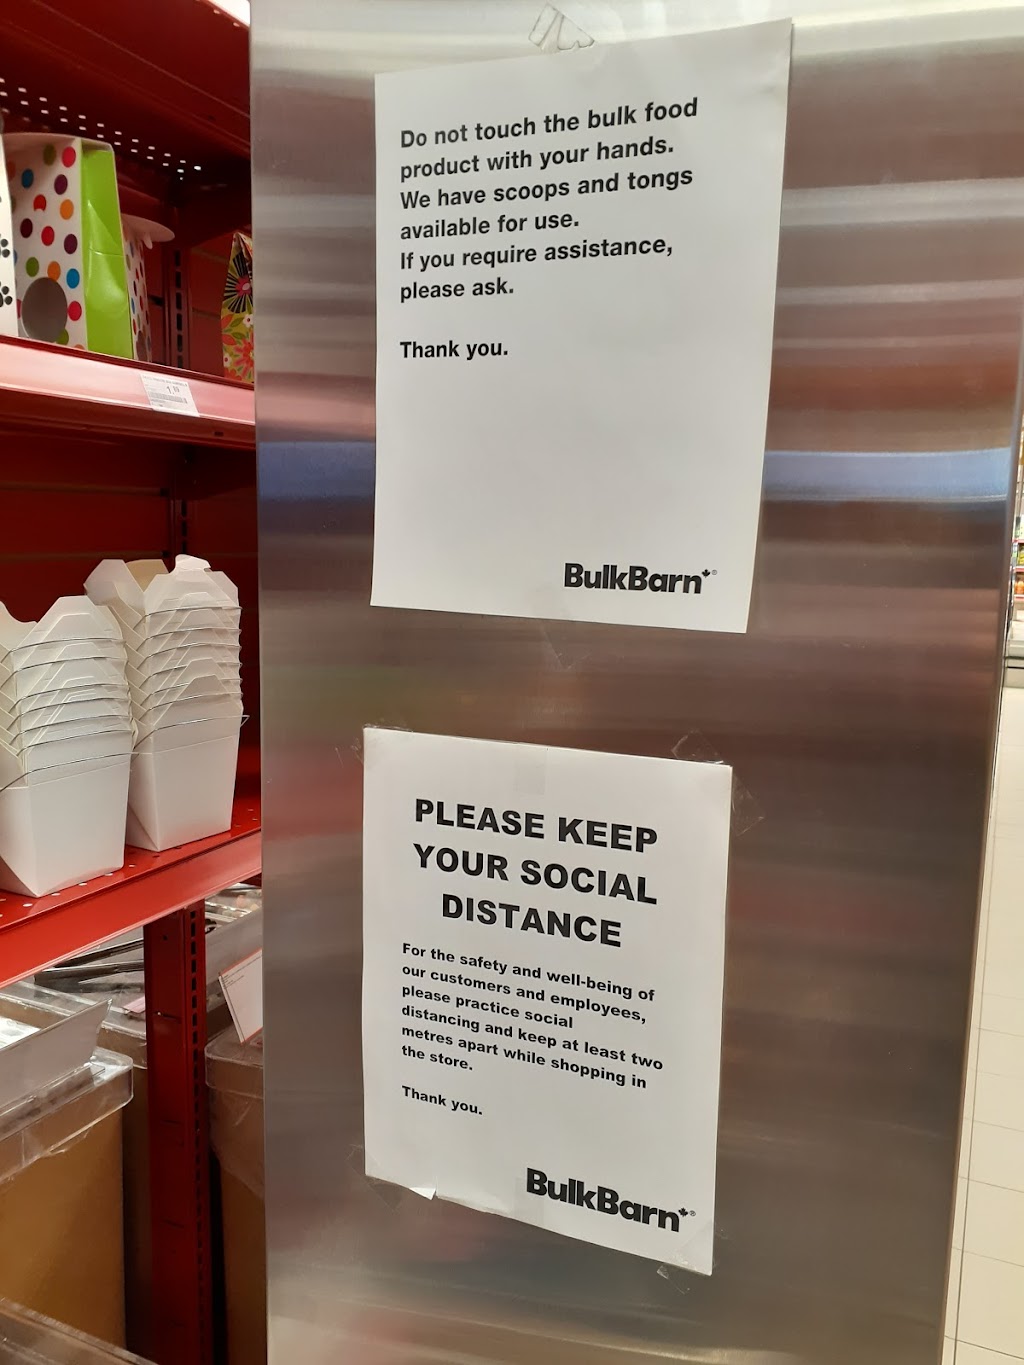 Do not touch the bulk food
product with your hands.
We have scoops and tongs
available for use.
If you require assistance,
please ask.
Thank you.
BulkBarn®
PLEASE KEEP
YOUR SOCIAL
DISTANCE
For the safety and well-being of
our customers and employees,
please practice social
distancing and keep at least two
metres apart while shopping in
the store.
Thank you.
BulkBarn®